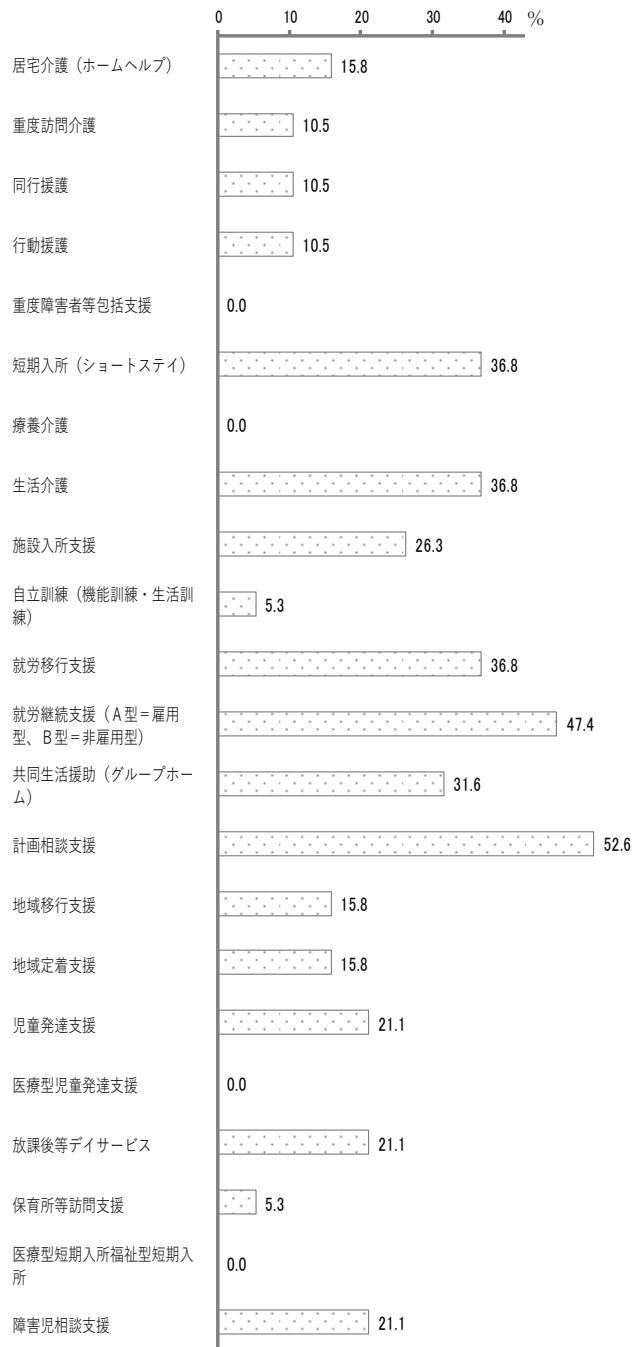 0 10 20 30 40 %
居宅介護（ホームヘルプ） 15.8
重度訪問介護 10.5
同行援護 10.5
行動援護 10.5
重度障害者等包括支援 0.0
短期入所（ショートステイ） 36.8
療養介護 0.0
生活介護 36.8
施設入所支援 26.3
自立訓練（機能訓練・生活訓
練） 5.3
就労移行支援 36.8
就労継続支援（Ａ型＝雇用
型、Ｂ型＝非雇用型） 47.4
共同生活援助（グループホー
ム） 31.6
計画相談支援 52.6
地域移行支援 15.8
地域定着支援 15.8
児童発達支援 21.1
医療型児童発達支援 0.0
放課後等デイサービス 21.1
保育所等訪問支援 5.3
医療型短期入所福祉型短期入
所 0.0
障害児相談支援 21.1